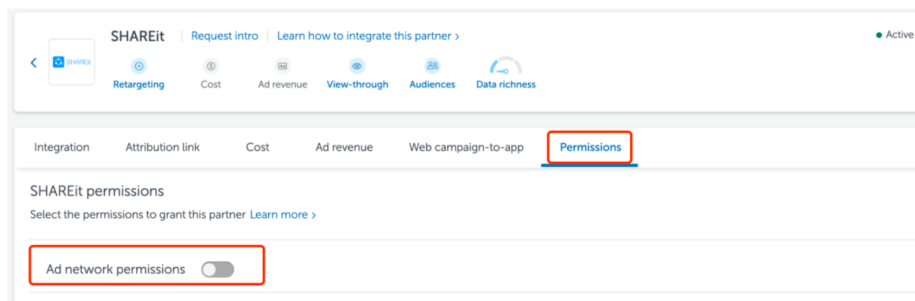 SHAREit Request intro Learn how to integrate this partner >
Active
SHAREit
Retargeting Cost Ad revenue View-through Audiences Data richness
Integration Attribution link Cost Ad revenue Web campaign-to-app Permissions
SHAREit permissions
Select the permissions to grant this partner Learn more >
Ad network permissions